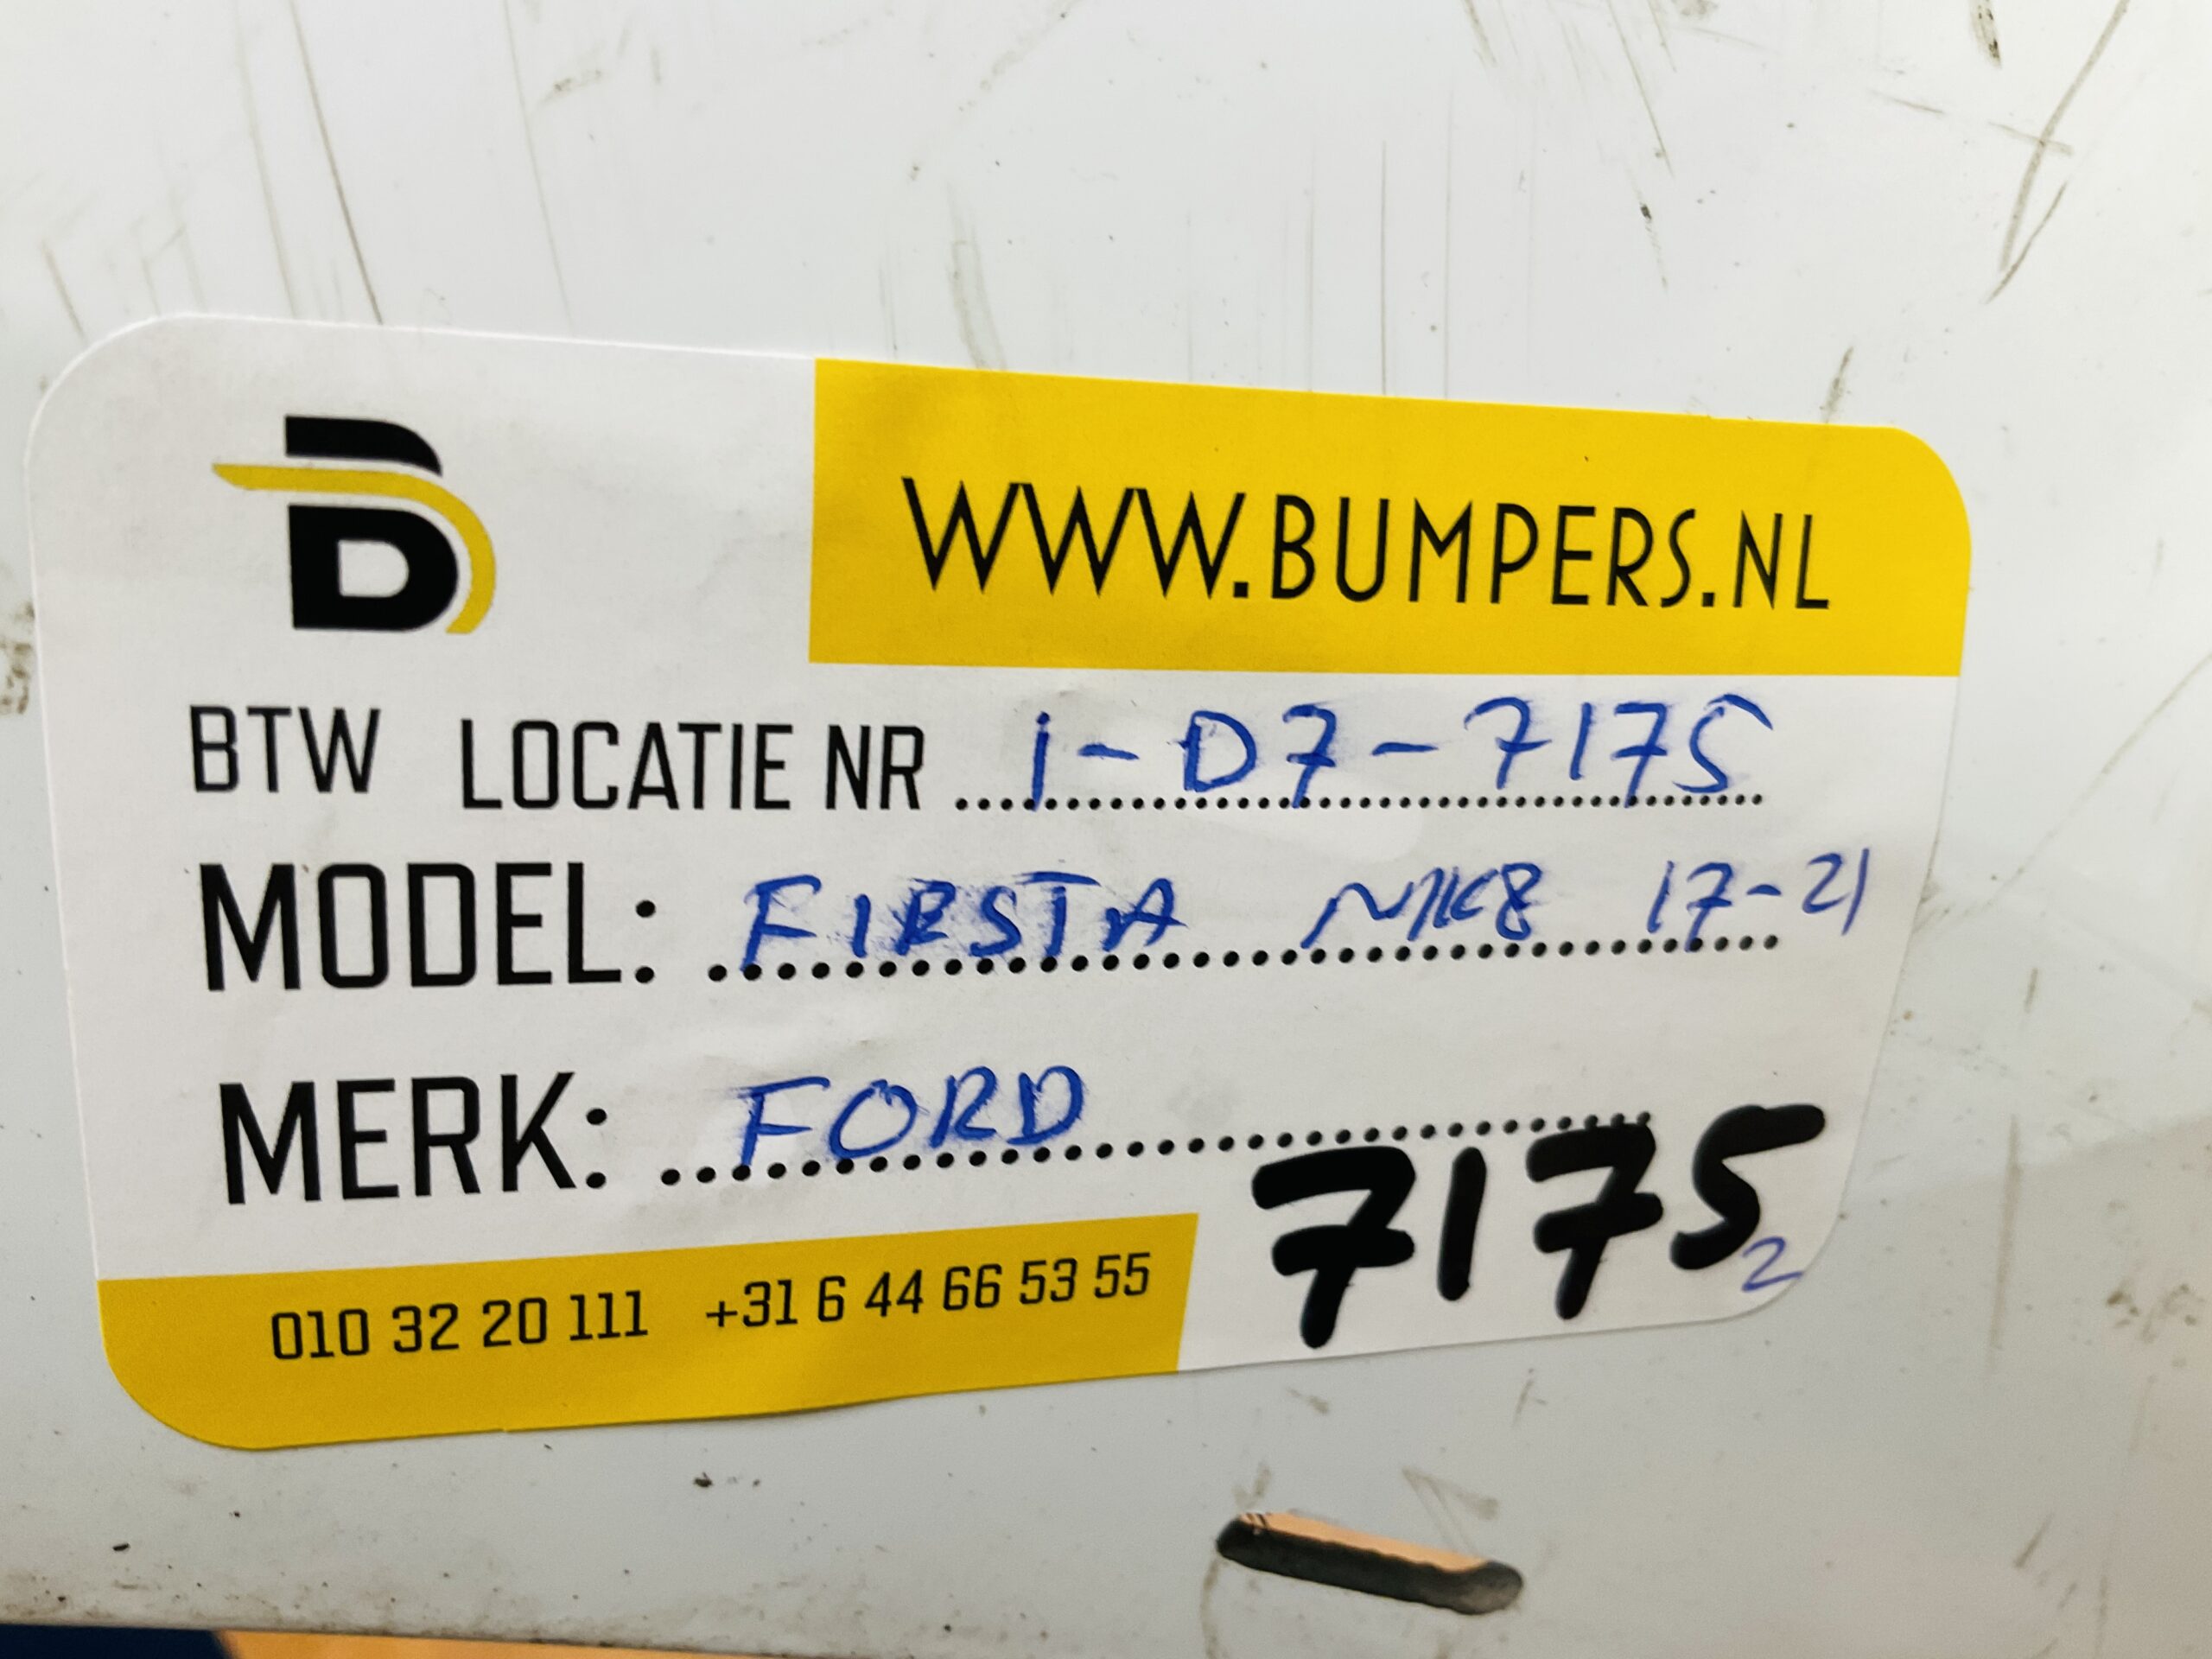 B
WWW.BUMPERS.NL
BTW LOCATIE NR 1-D7-7175
MODEL: FIESTA MK8 17-21
MERK: FORD
7175
2
010 32 20 111 +31 6 44 66 53 55